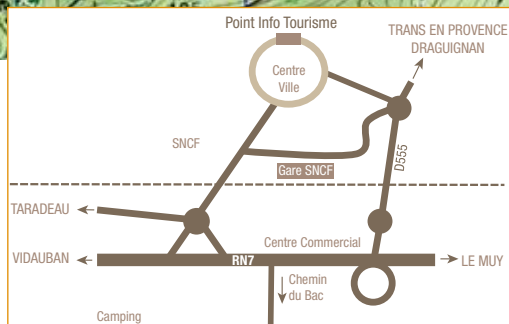 Point Info Tourisme
TRANS EN PROVENCE
DRAGUIGNAN
Centre
Ville
SNCF
D555
Gare SNCF
TARADEAU
Centre Commercial
VIDAUBAN
RN7
LE MUY
Chemin
du Bac
Camping